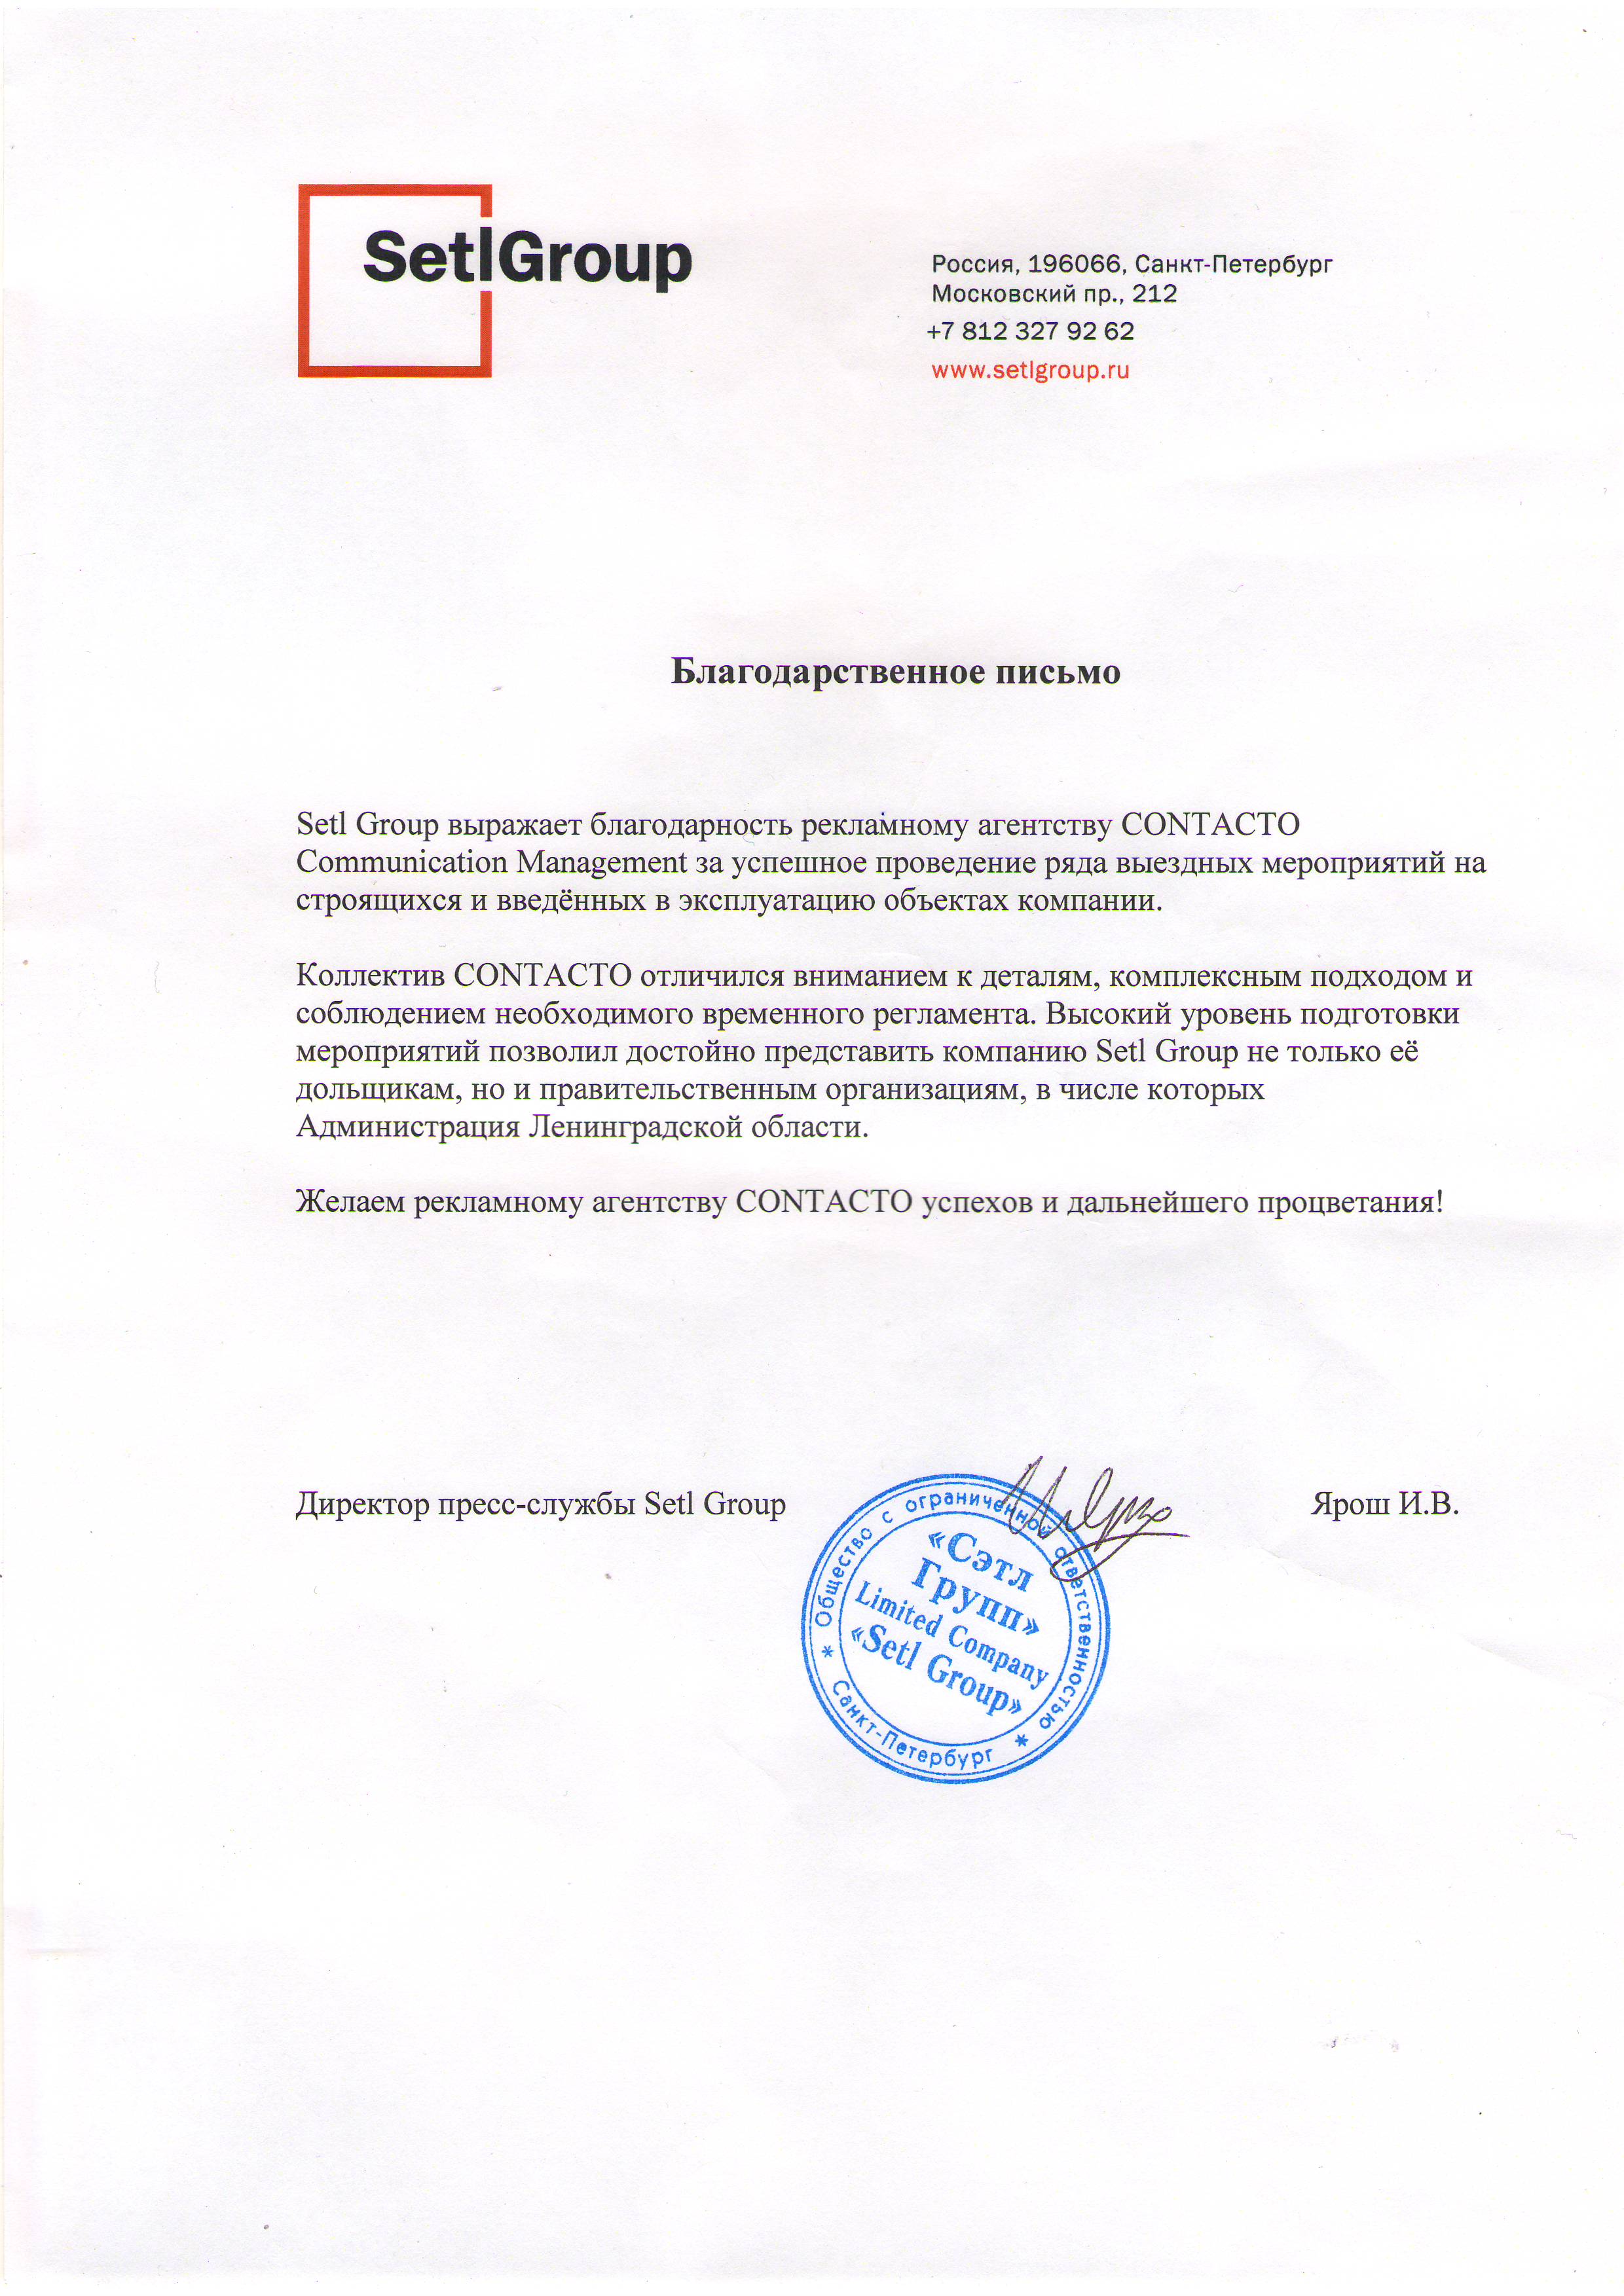 SetlGroup
Россия, 196066, Санкт-Петербург
Московский пр., 212
+7 812 327 92 62
www.setlgroup.ru
Благодарственное письмо
Setl Group выражает благодарность рекламному агентству CONTACTO
Communication Management за успешное проведение ряда выездных мероприятий на
строящихся и введённых в эксплуатацию объектах компании.
Коллектив CONTACTO отличился вниманием к деталям, комплексным подходом и
соблюдением необходимого временного регламента. Высокий уровень подготовки
мероприятий позволил достойно представить компанию Setl Group не только её
дольщикам, но и правительственным организациям, в числе которых
Администрация Ленинградской области.
Желаем рекламному агентству CONTACTO успехов и дальнейшего процветания!
Директор пресс-службы Setl Group
Ярош И.В.
* Общество с ограниченной ответственностью *
Санкт-Петербург
«Сэтл
Групп»
Limited Company
«Setl Group»